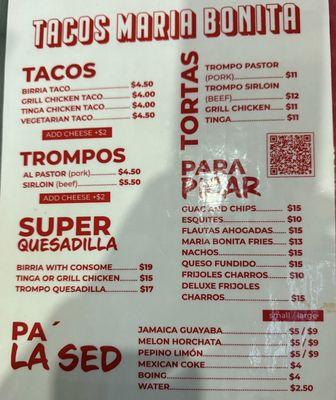 TACOS MARIA BONITA
TACOS
BIRRIA TACO $4.50
GRILL CHICKEN TACO $4.00
TINGA CHICKEN TACO $4.00
VEGETARIAN TACO $4.50
ADD CHEESE +$2
TROMPOS
AL PASTOR (pork) $4.50
SIRLOIN (beef) $5.50
ADD CHEESE +$2
SUPER
QUESADILLA
BIRRIA WITH CONSOME $19
TINGA OR GRILL CHICKEN $15
TROMPO QUESADILLA $17
TORTAS
TROMPO PASTOR
(PORK) $11
TROMPO SIRLOIN
(BEEF) $12
GRILL CHICKEN $11
TINGA $11
PAPA
GUAC AND CHIPS $15
ESQUITES $10
FLAUTAS AHOGADAS $15
MARIA BONITA FRIES $13
NACHOS $15
QUESO FUNDIDO $15
FRIJOLES CHARROS $10
DELUXE FRIJOLES
CHARROS $15
small / large
PA´
LA SED
JAMAICA GUAYABA $5 / $9
MELON HORCHATA $5 / $9
PEPINO LIMÓN $5 / $9
MEXICAN COKE $4
BOING $4
WATER $2.50